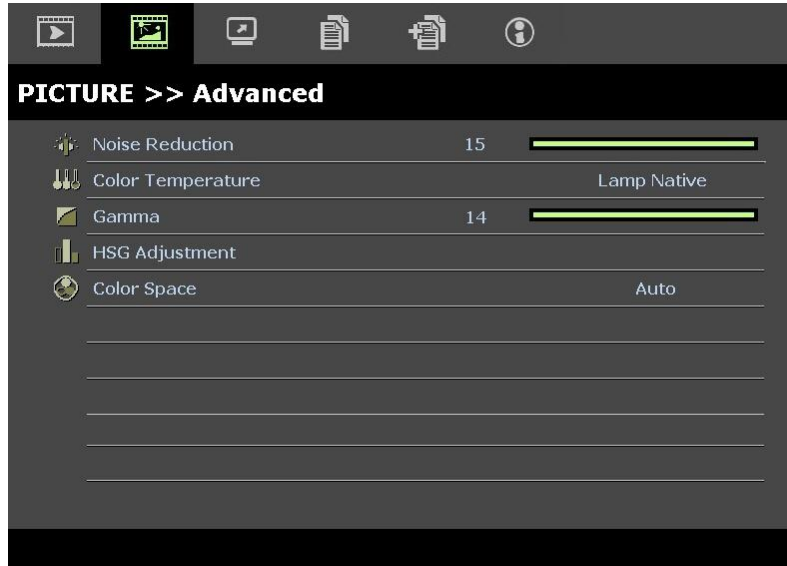 PICTURE >> Advanced
Noise Reduction 15
Color Temperature Lamp Native
Gamma 14
HSG Adjustment
Color Space Auto